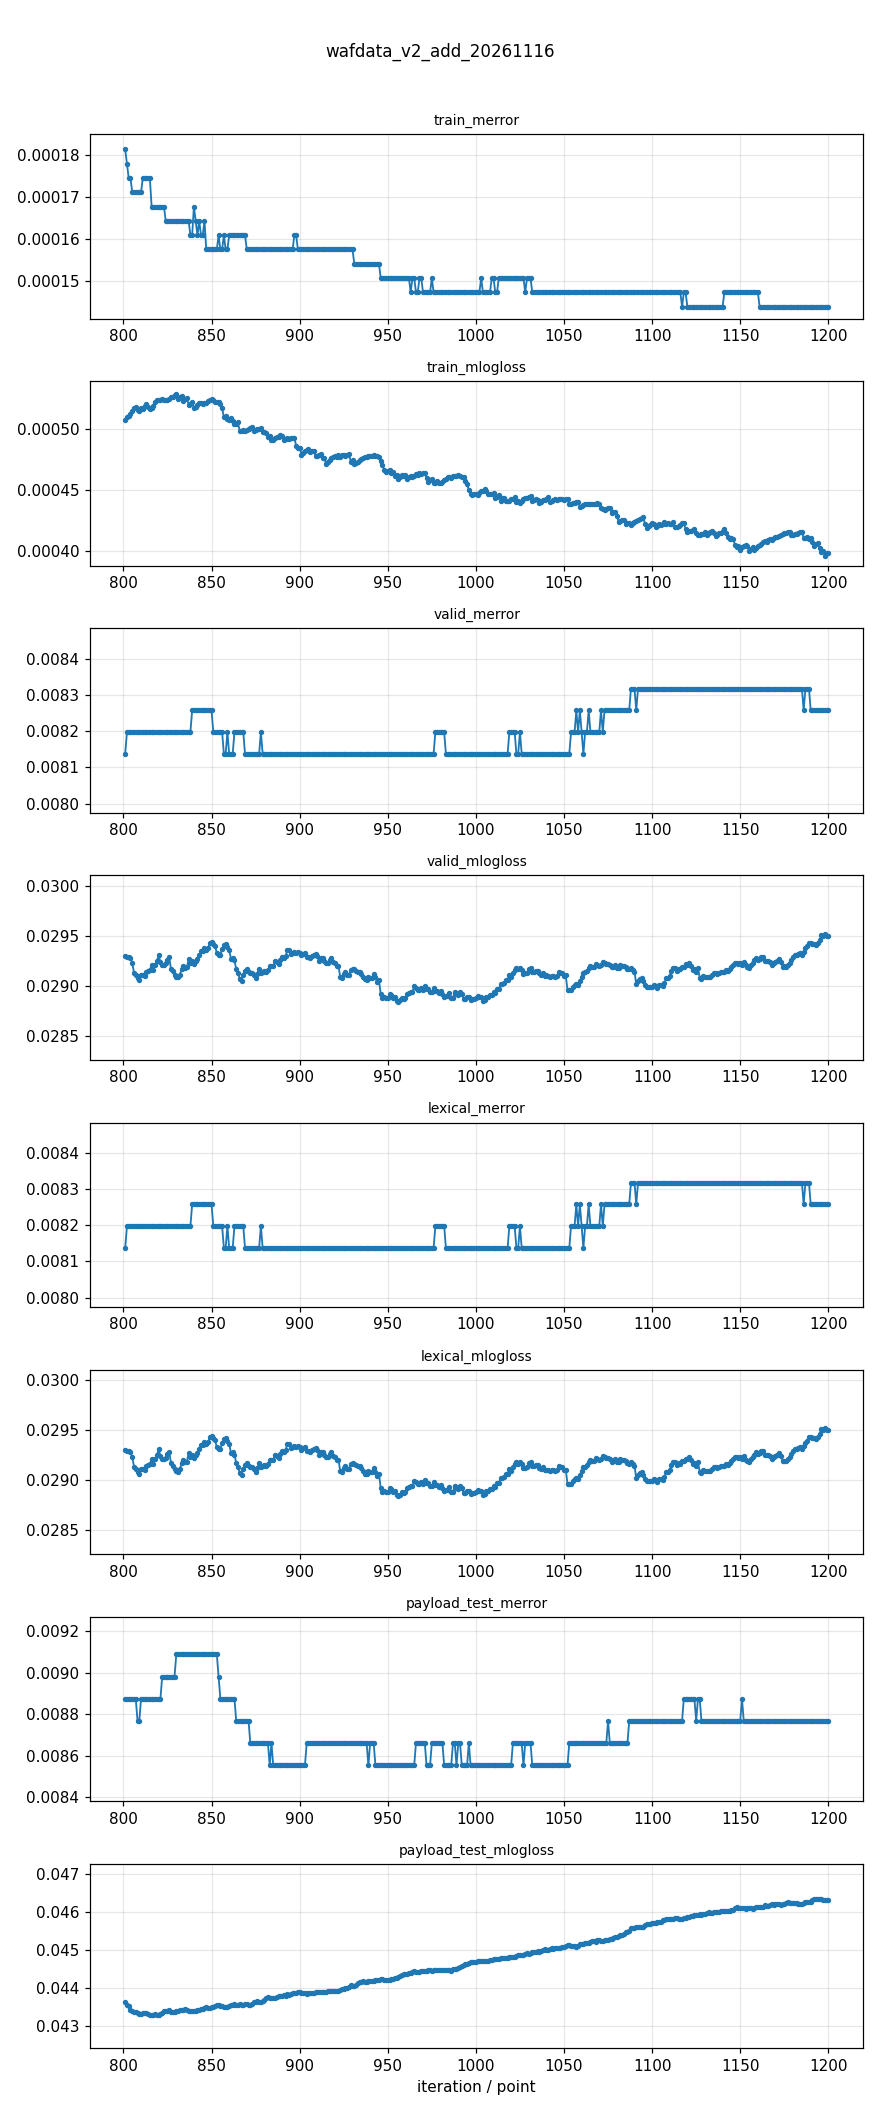 wafdata_v2_add_20261116
train_merror
0.00018
0.00017
0.00016
0.00015
800 850 900 950 1000 1050 1100 1150 1200
train_mlogloss
0.00050
0.00045
0.00040
800 850 900 950 1000 1050 1100 1150 1200
valid_merror
0.0084
0.0083
0.0082
0.0081
0.0080
800 850 900 950 1000 1050 1100 1150 1200
valid_mlogloss
0.0300
0.0295
0.0290
0.0285
800 850 900 950 1000 1050 1100 1150 1200
lexical_merror
0.0084
0.0083
0.0082
0.0081
0.0080
800 850 900 950 1000 1050 1100 1150 1200
lexical_mlogloss
0.0300
0.0295
0.0290
0.0285
800 850 900 950 1000 1050 1100 1150 1200
payload_test_merror
0.0092
0.0090
0.0088
0.0086
0.0084
800 850 900 950 1000 1050 1100 1150 1200
payload_test_mlogloss
0.047
0.046
0.045
0.044
0.043
800 850 900 950 1000 1050 1100 1150 1200
iteration / point